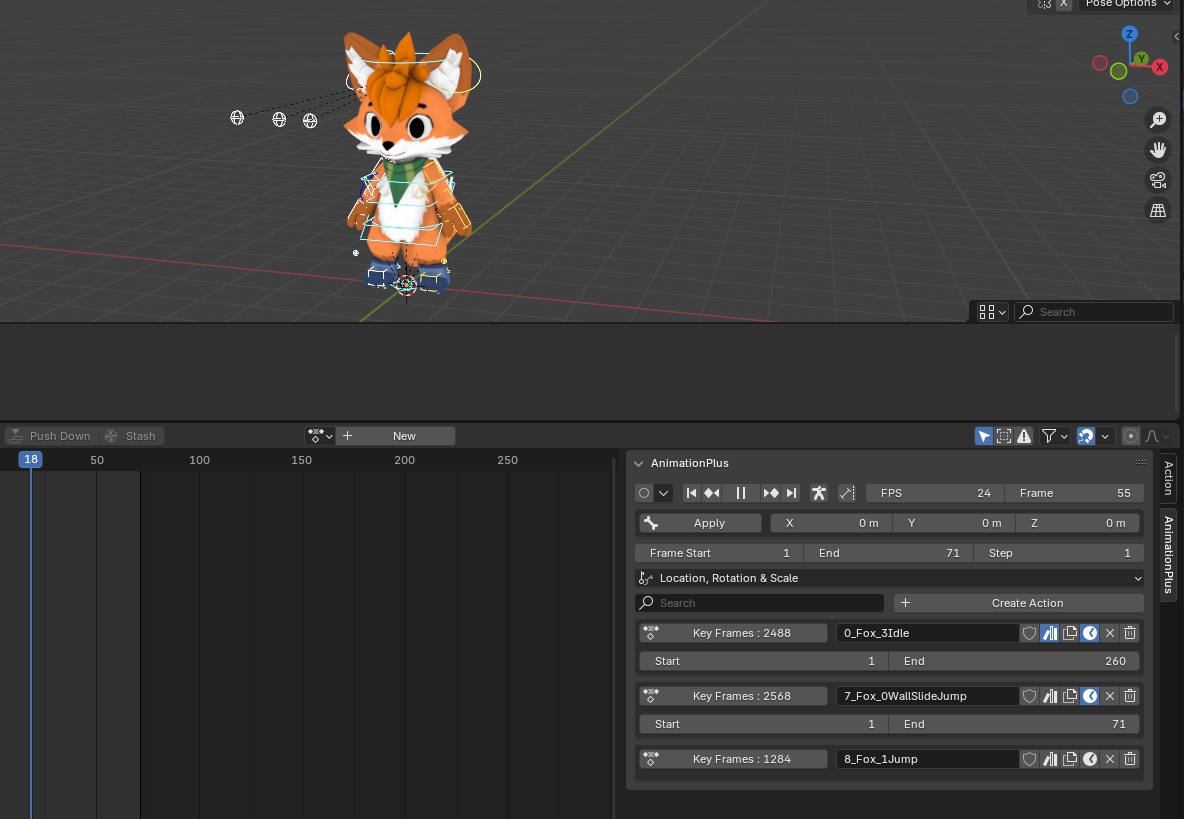 X Pose Options
Z
Y
X
Search
Push Down Stash New
18 50 100 150 200 250
AnimationPlus
Action
FPS 24 Frame 55
Apply X 0 m Y 0 m Z 0 m
AnimationPlus
Frame Start 1 End 71 Step 1
Location, Rotation & Scale
Search Create Action
Key Frames : 2488 0_Fox_3Idle
Start 1 End 260
Key Frames : 2568 7_Fox_0WallSlideJump
Start 1 End 71
Key Frames : 1284 8_Fox_1Jump